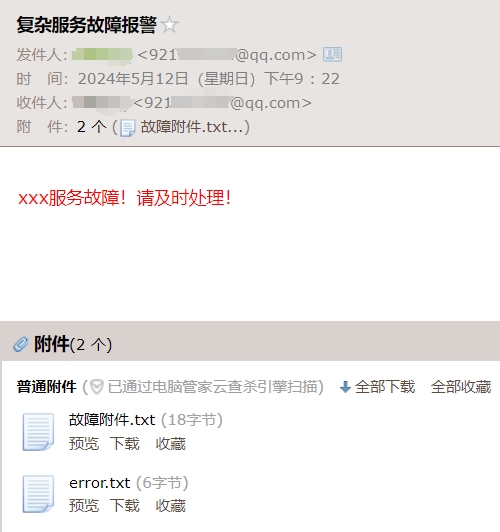 复杂服务故障报警
发件人： <921 @qq.com>
时 间：2024年5月12日（星期日）下午9：22
收件人： <921 @qq.com>
附 件：2 个 (故障附件.txt...)
xxx服务故障！请及时处理！
附件(2 个)
普通附件 (已通过电脑管家云查杀引擎扫描) 全部下载 全部收藏
故障附件.txt (18字节)
预览 下载 收藏
error.txt (6字节)
预览 下载 收藏